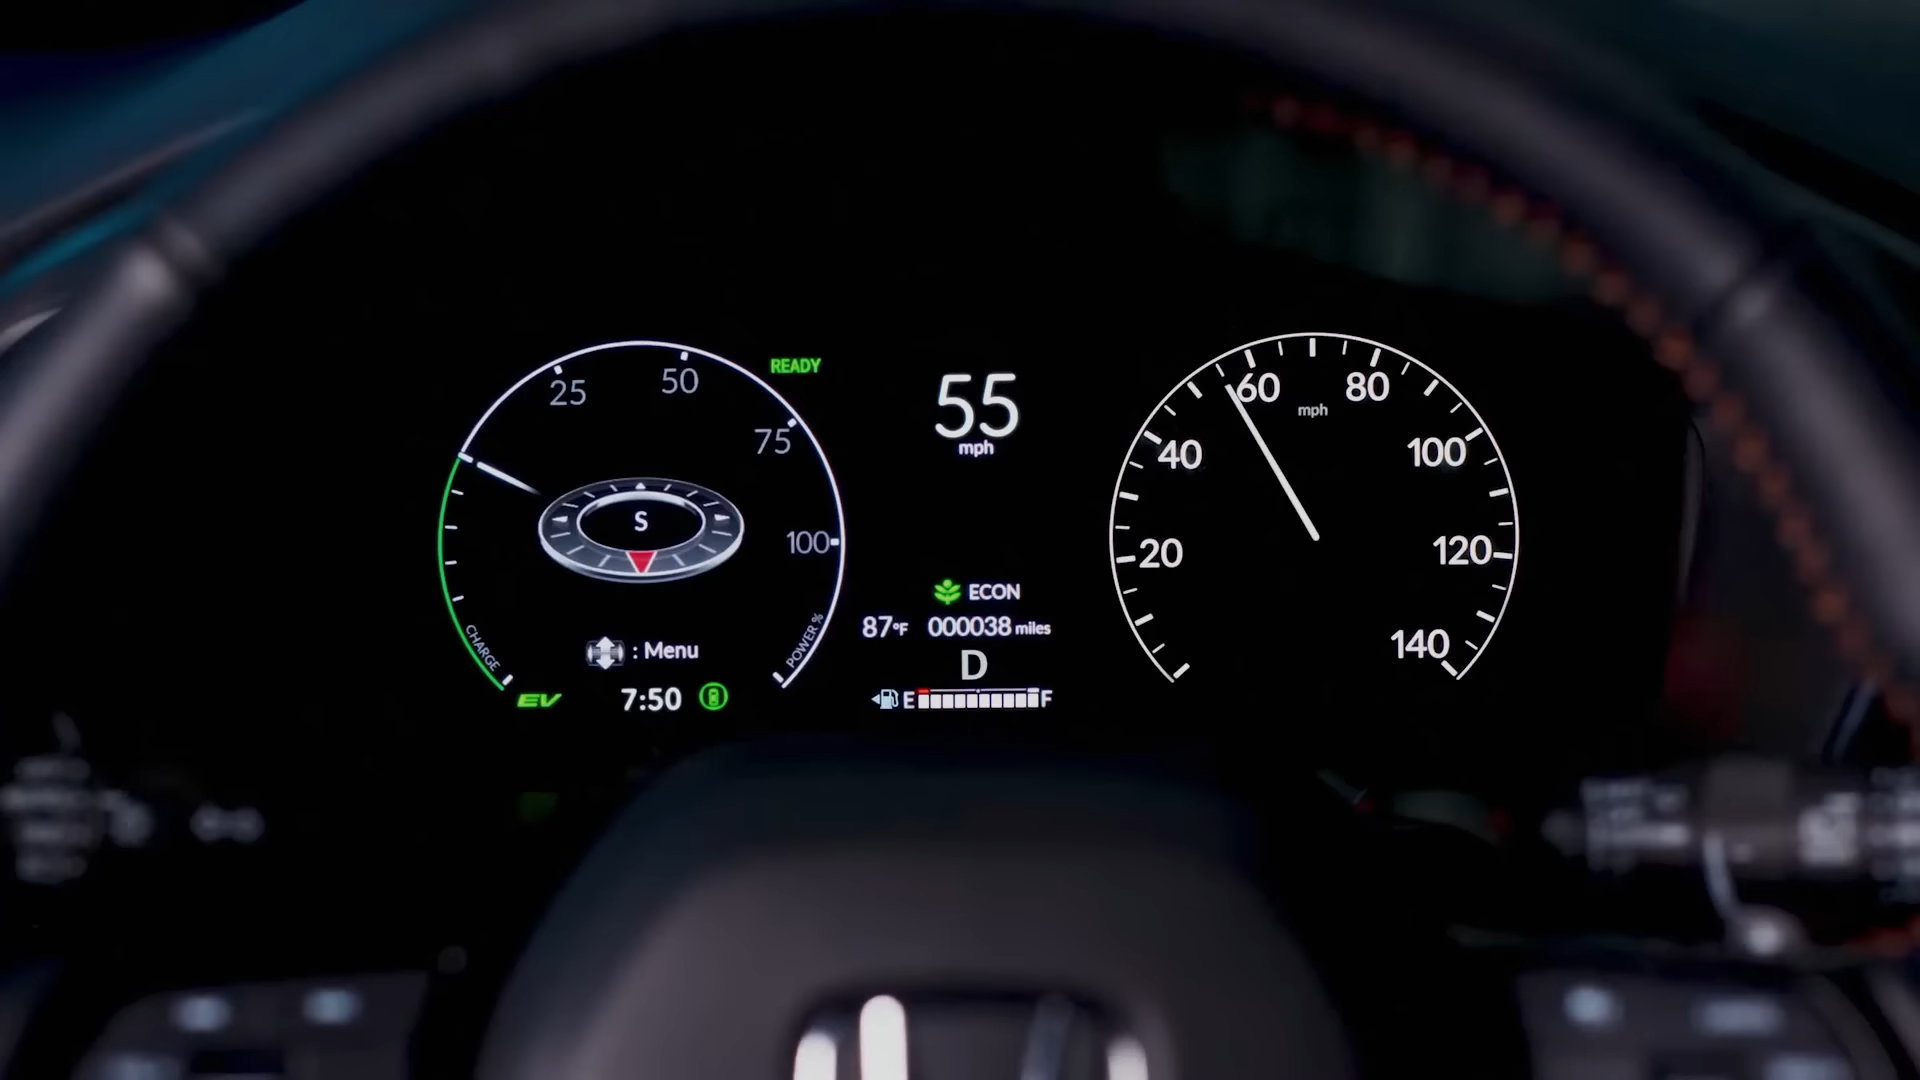 READY
25
50
75
100
S
CHARGE
POWER %
: Menu
EV
7:50
55
mph
ECON
87°F 000038 miles
D
E F
20
40
60
80
100
120
140
mph